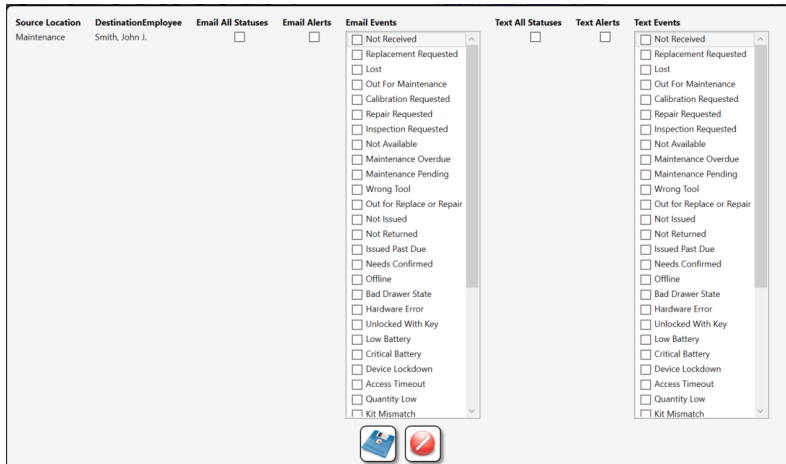 Source Location DestinationEmployee Email All Statuses Email Alerts Email Events Text All Statuses Text Alerts Text Events
Maintenance Smith, John J. Not Received Not Received
Replacement Requested Replacement Requested
Lost Lost
Out For Maintenance Out For Maintenance
Calibration Requested Calibration Requested
Repair Requested Repair Requested
Inspection Requested Inspection Requested
Not Available Not Available
Maintenance Overdue Maintenance Overdue
Maintenance Pending Maintenance Pending
Wrong Tool Wrong Tool
Out for Replace or Repair Out for Replace or Repair
Not Issued Not Issued
Not Returned Not Returned
Issued Past Due Issued Past Due
Needs Confirmed Needs Confirmed
Offline Offline
Bad Drawer State Bad Drawer State
Hardware Error Hardware Error
Unlocked With Key Unlocked With Key
Low Battery Low Battery
Critical Battery Critical Battery
Device Lockdown Device Lockdown
Access Timeout Access Timeout
Quantity Low Quantity Low
Kit Mismatch Kit Mismatch